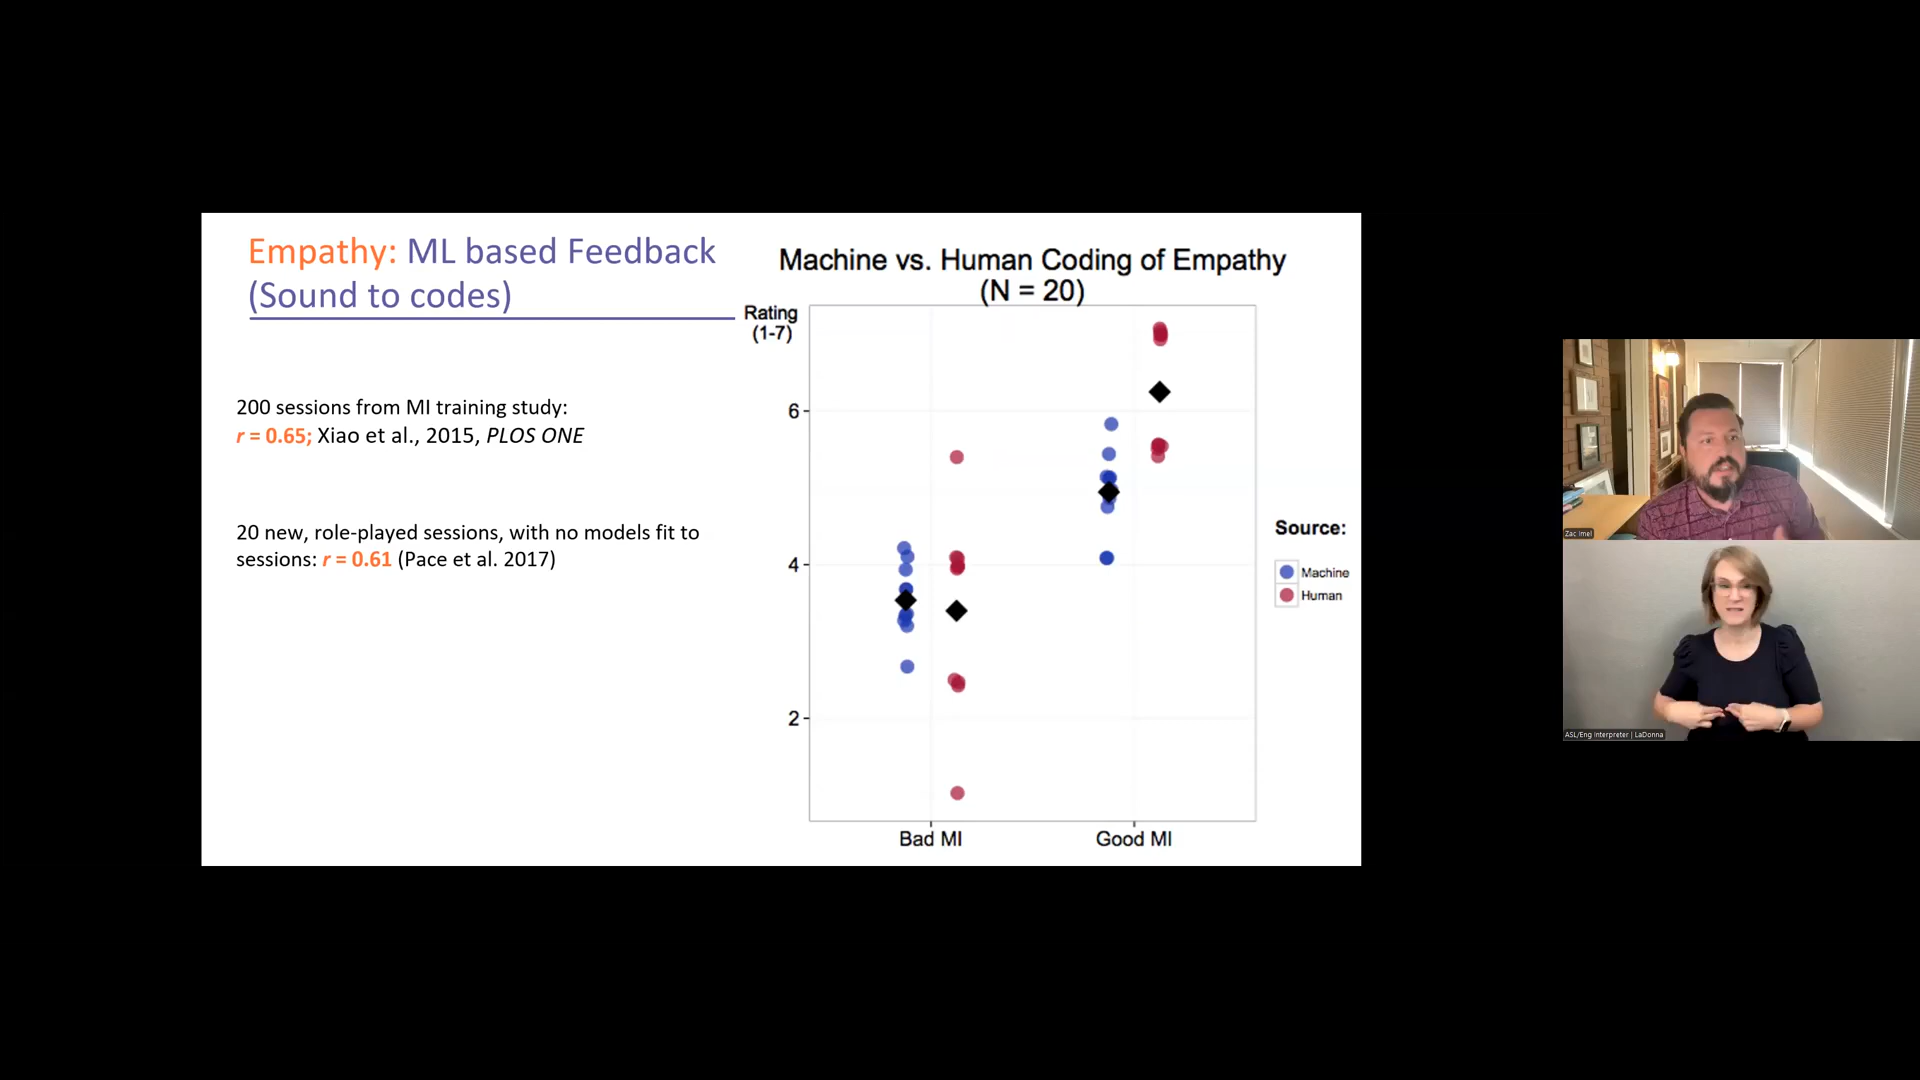 Empathy: ML based Feedback
(Sound to codes)
200 sessions from MI training study:
r = 0.65; Xiao et al., 2015, PLOS ONE
20 new, role-played sessions, with no models fit to
sessions: r = 0.61 (Pace et al. 2017)
Machine vs. Human Coding of Empathy
(N = 20)
Rating
(1-7)
6
4
2
Bad MI
Good MI
Source:
Machine
Human
Zac Imel
ASL/Eng Interpreter | LaDonna